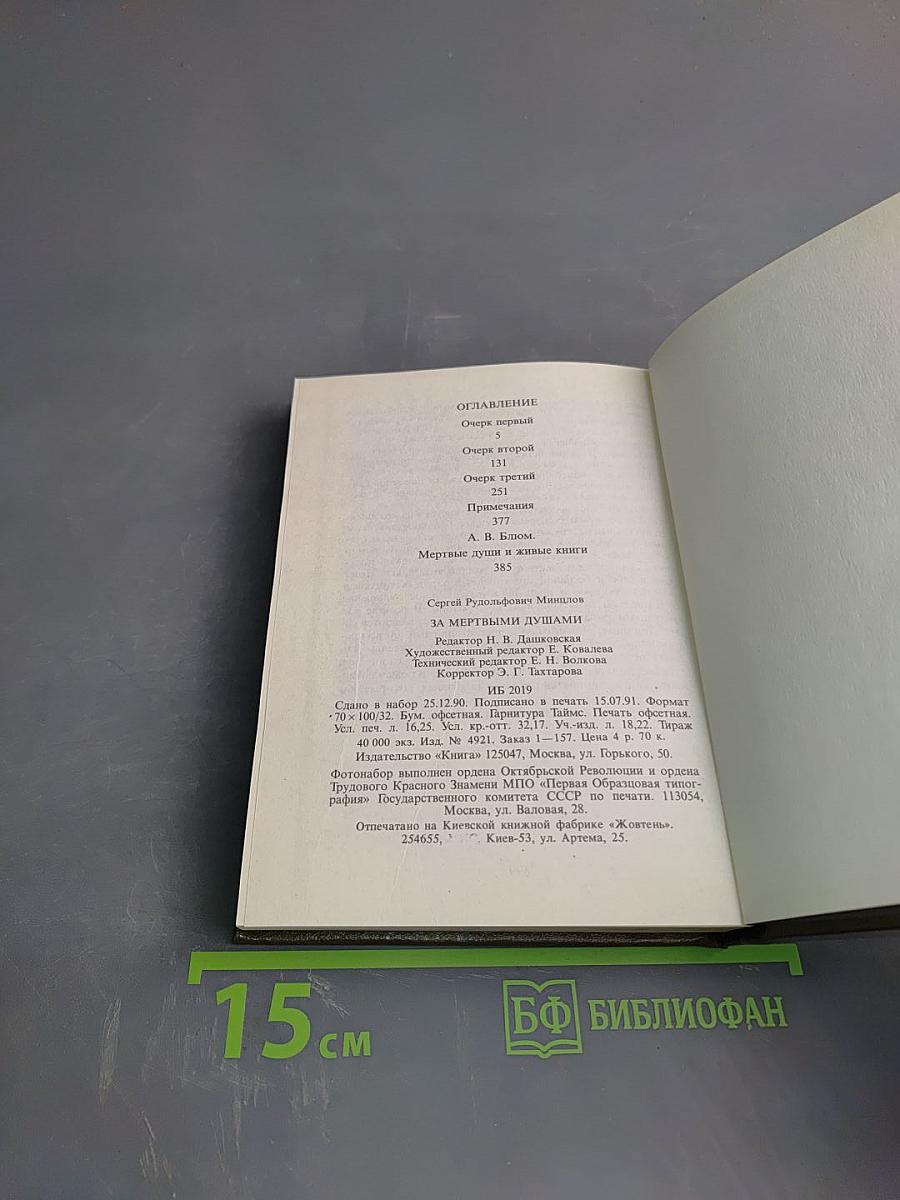 ОГЛАВЛЕНИЕ
Очерк первый
5
Очерк второй
131
Очерк третий
251
Примечания
377
А. В. Блюм.
Мертвые души и живые книги
385
Сергей Рудольфович Минцлов
ЗА МЕРТВЫМИ ДУШАМИ
Редактор Н. В. Дашковская
Художественный редактор Е. Ковалева
Технический редактор Е. Н. Волкова
Корректор Э. Г. Тахтарова
ИБ 2019
Сдано в набор 25.12.90. Подписано в печать 15.07.91. Формат
70×100/32. Бум. офсетная. Гарнитура Таймс. Печать офсетная.
Усл. печ. л. 16,25. Усл. кр.-отт. 32,17. Уч.-изд. л. 18,22. Тираж
40 000 экз. Изд. № 4921. Заказ 1—157. Цена 4 р. 70 к.
Издательство «Книга» 125047, Москва, ул. Горького, 50.
Фотонабор выполнен ордена Октябрьской Революции и ордена
Трудового Красного Знамени МПО «Первая Образцовая типог-
рафия» Государственного комитета СССР по печати. 113054,
Москва, ул. Валовая, 28.
Отпечатано на Киевской книжной фабрике «Жовтень».
254655, Киев-53, ул. Артема, 25.
15 см
БФ БИБЛИОФАН